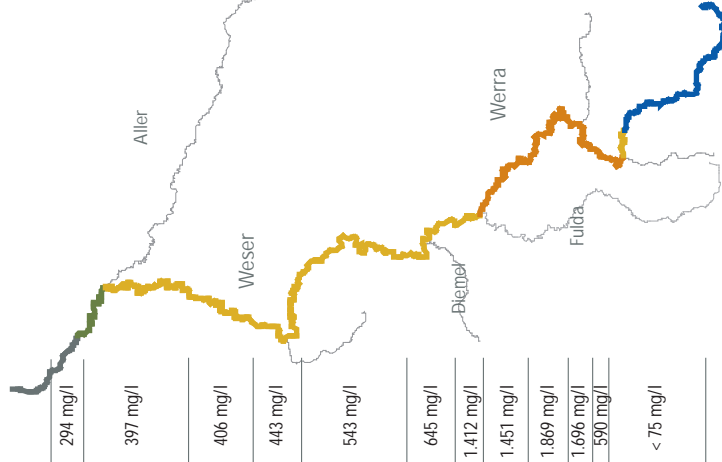 Aller
Werra
Weser
Fulda
Diemel
294 mg/l
397 mg/l
406 mg/l
443 mg/l
543 mg/l
645 mg/l
1.412 mg/l
1.451 mg/l
1.869 mg/l
1.696 mg/l
590 mg/l
< 75 mg/l